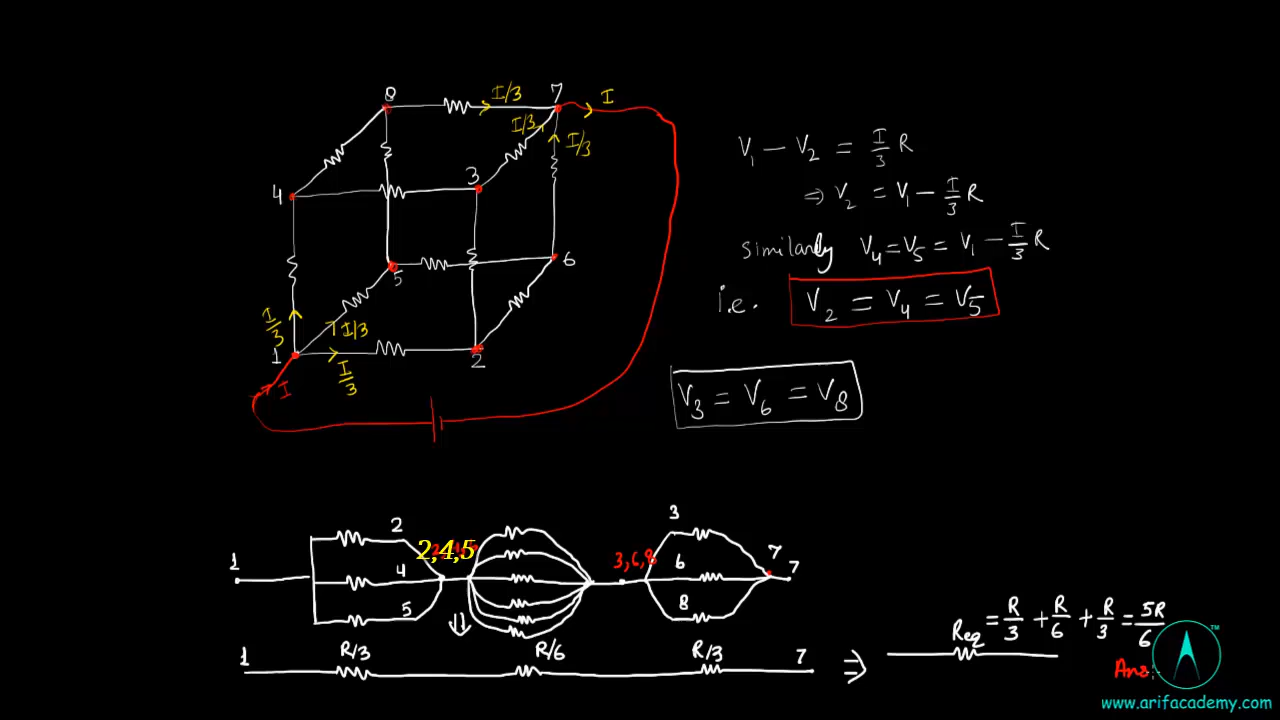 8
7
I/3
I
I/3
I/3
4
3
5
6
I/3
I/3
1
2
I/3
I
V₁ - V₂ = I/3 R
⇒ V₂ = V₁ - I/3 R
similarly V₄ = V₅ = V₁ - I/3 R
i.e. V₂ = V₄ = V₅
V₃ = V₆ = V₈
1
2
4
5
2,4,5
3,6,8
3
6
8
7
7
1
R/3
R/6
R/3
7
⇒
Req = R/3 + R/6 + R/3 = 5R/6
Ans:
TM
www.arifacademy.com